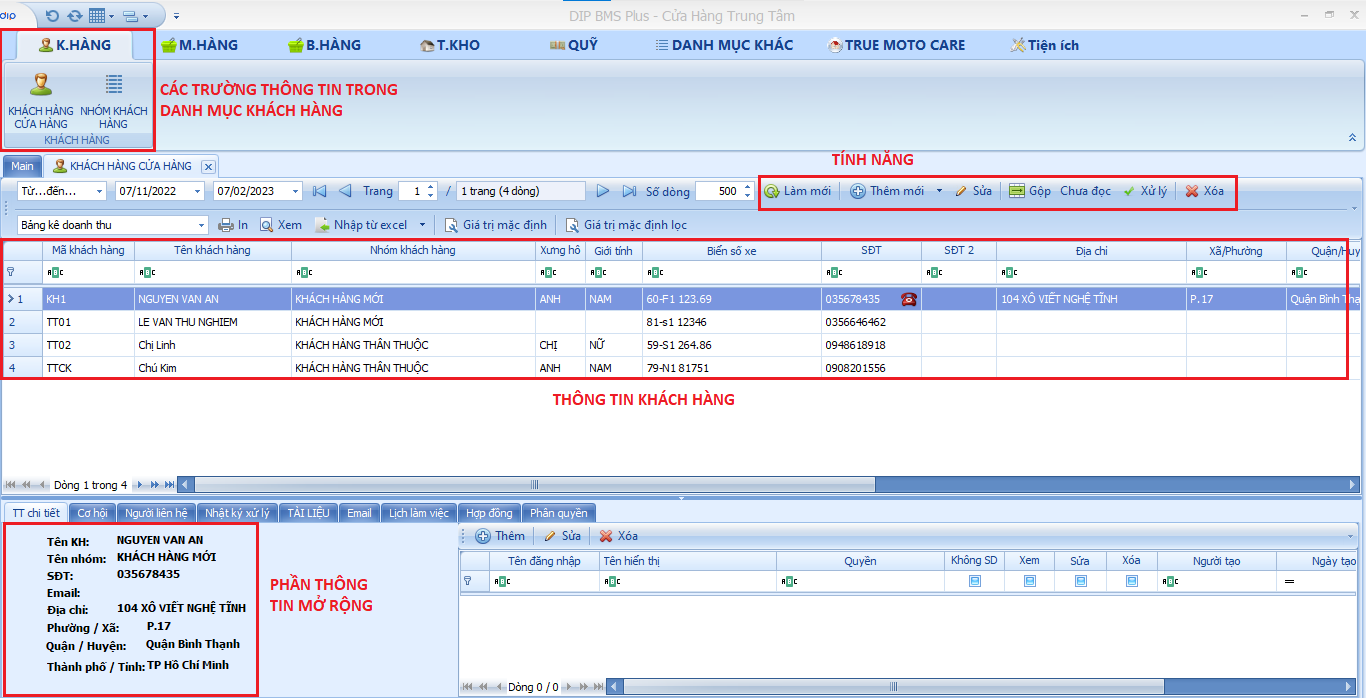 dip
DIP BMS Plus - Cửa Hàng Trung Tâm
K.HÀNG M.HÀNG B.HÀNG T.KHO QUỸ DANH MỤC KHÁC TRUE MOTO CARE Tiện ích
KHÁCH HÀNG CỬA HÀNG
NHÓM KHÁCH HÀNG
KHÁCH HÀNG
CÁC TRƯỜNG THÔNG TIN TRONG
DANH MỤC KHÁCH HÀNG
TÍNH NĂNG
Main KHÁCH HÀNG CỬA HÀNG
Từ...đến... 07/11/2022 07/02/2023 Trang 1 / 1 trang (4 dòng) Số dòng 500 Làm mới Thêm mới Sửa Gộp Chưa đọc Xử lý Xóa
Bảng kê doanh thu In Xem Nhập từ excel Giá trị mặc định Giá trị mặc định lọc
Mã khách hàng Tên khách hàng Nhóm khách hàng Xưng hô Giới tính Biển số xe SĐT SĐT 2 Địa chỉ Xã/Phường Quận/Huy
1 KH1 NGUYEN VAN AN KHÁCH HÀNG MỚI ANH NAM 60-F1 123.69 035678435 104 XÔ VIẾT NGHỆ TĨNH P.17 Quận Bình Tha
2 TT01 LE VAN THU NGHIEM KHÁCH HÀNG MỚI 81-s1 12346 0356646462
3 TT02 Chị Linh KHÁCH HÀNG THÂN THUỘC CHỊ NỮ 59-S1 264.86 0948618918
4 TTCK Chú Kim KHÁCH HÀNG THÂN THUỘC ANH NAM 79-N1 81751 0908201556
THÔNG TIN KHÁCH HÀNG
Dòng 1 trong 4
TT chi tiết Cơ hội Người liên hệ Nhật ký xử lý TÀI LIỆU Email Lịch làm việc Hợp đồng Phân quyền
Tên KH: NGUYEN VAN AN
Tên nhóm: KHÁCH HÀNG MỚI
SĐT: 035678435
Email:
Địa chỉ: 104 XÔ VIẾT NGHỆ TĨNH
Phường / Xã: P.17
Quận / Huyện: Quận Bình Thạnh
Thành phố / Tỉnh: TP Hồ Chí Minh
PHẦN THÔNG
TIN MỞ RỘNG
Thêm Sửa Xóa
Tên đăng nhập Tên hiển thị Quyền Không SD Xem Sửa Xóa Người tạo Ngày tạo
Dòng 0 / 0